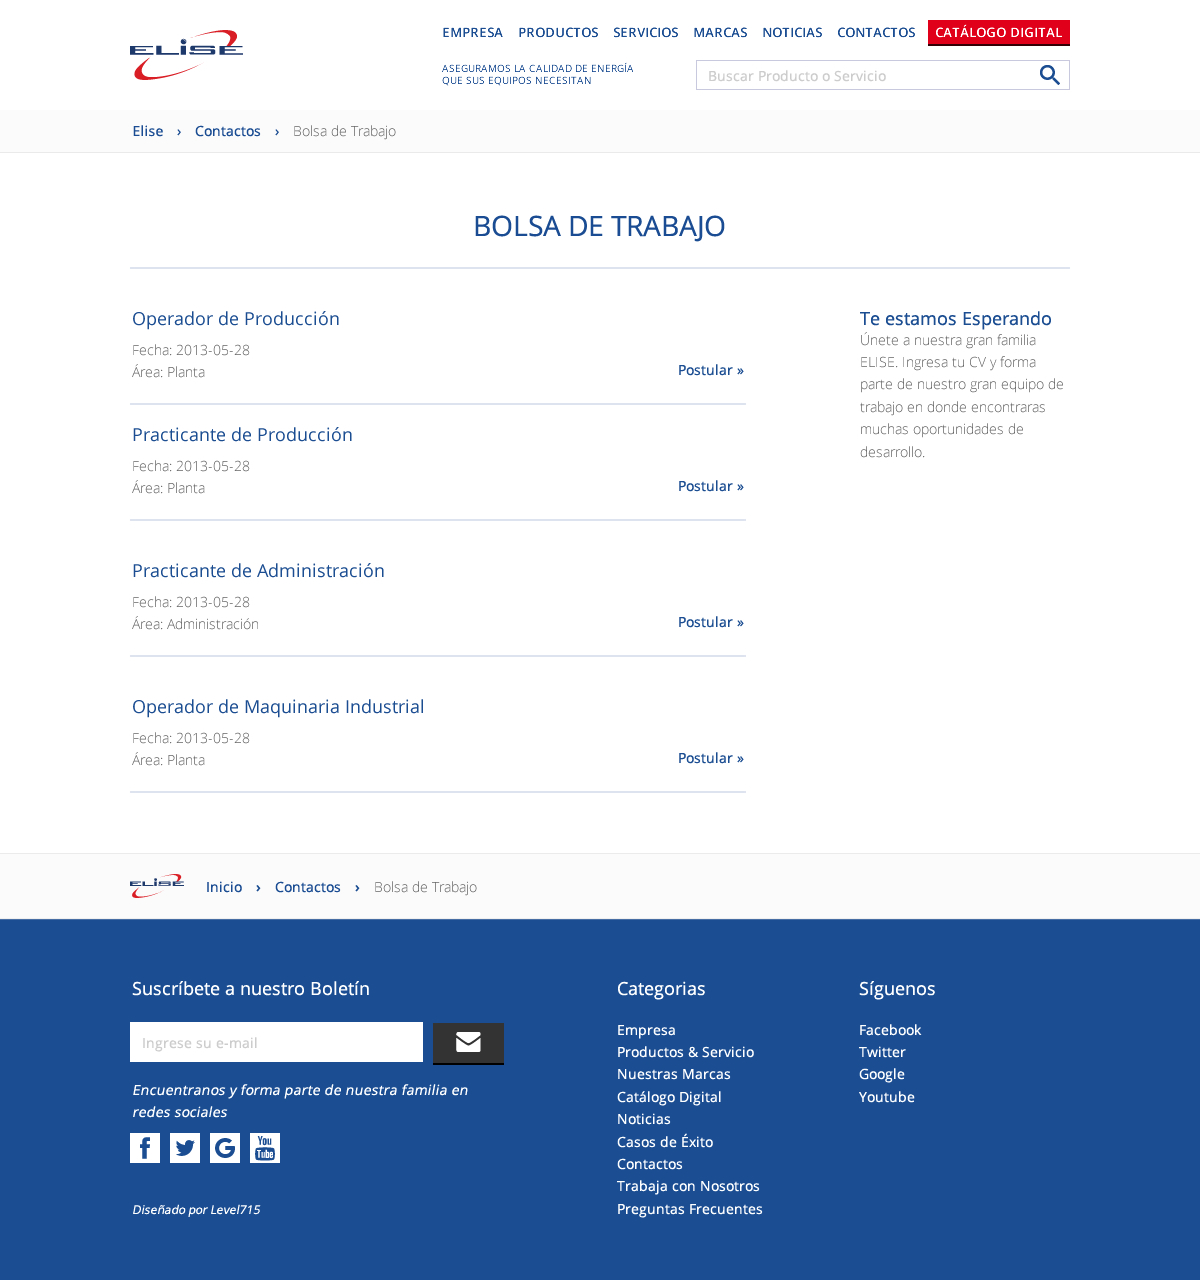 ELISE
EMPRESA PRODUCTOS SERVICIOS MARCAS NOTICIAS CONTACTOS CATÁLOGO DIGITAL
ASEGURAMOS LA CALIDAD DE ENERGÍA
QUE SUS EQUIPOS NECESITAN
Buscar Producto o Servicio
Elise › Contactos › Bolsa de Trabajo
BOLSA DE TRABAJO
Operador de Producción
Fecha: 2013-05-28
Área: Planta
Postular »
Practicante de Producción
Fecha: 2013-05-28
Área: Planta
Postular »
Practicante de Administración
Fecha: 2013-05-28
Área: Administración
Postular »
Operador de Maquinaria Industrial
Fecha: 2013-05-28
Área: Planta
Postular »
Te estamos Esperando
Únete a nuestra gran familia
ELISE. Ingresa tu CV y forma
parte de nuestro gran equipo de
trabajo en donde encontraras
muchas oportunidades de
desarrollo.
ELISE Inicio › Contactos › Bolsa de Trabajo
Suscríbete a nuestro Boletín
Ingrese su e-mail
Encuentranos y forma parte de nuestra familia en
redes sociales
f G You Tube
Diseñado por Level715
Categorias
Empresa
Productos & Servicio
Nuestras Marcas
Catálogo Digital
Noticias
Casos de Éxito
Contactos
Trabaja con Nosotros
Preguntas Frecuentes
Síguenos
Facebook
Twitter
Google
Youtube